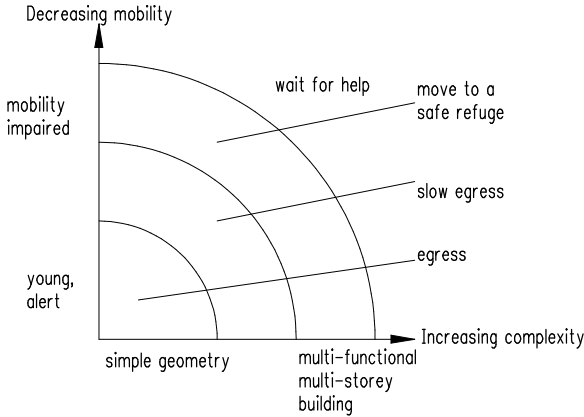 Decreasing mobility
wait for help
move to a
safe refuge
mobility
impaired
slow egress
egress
young,
alert
Increasing complexity
simple geometry
multi-functional
multi-storey
building